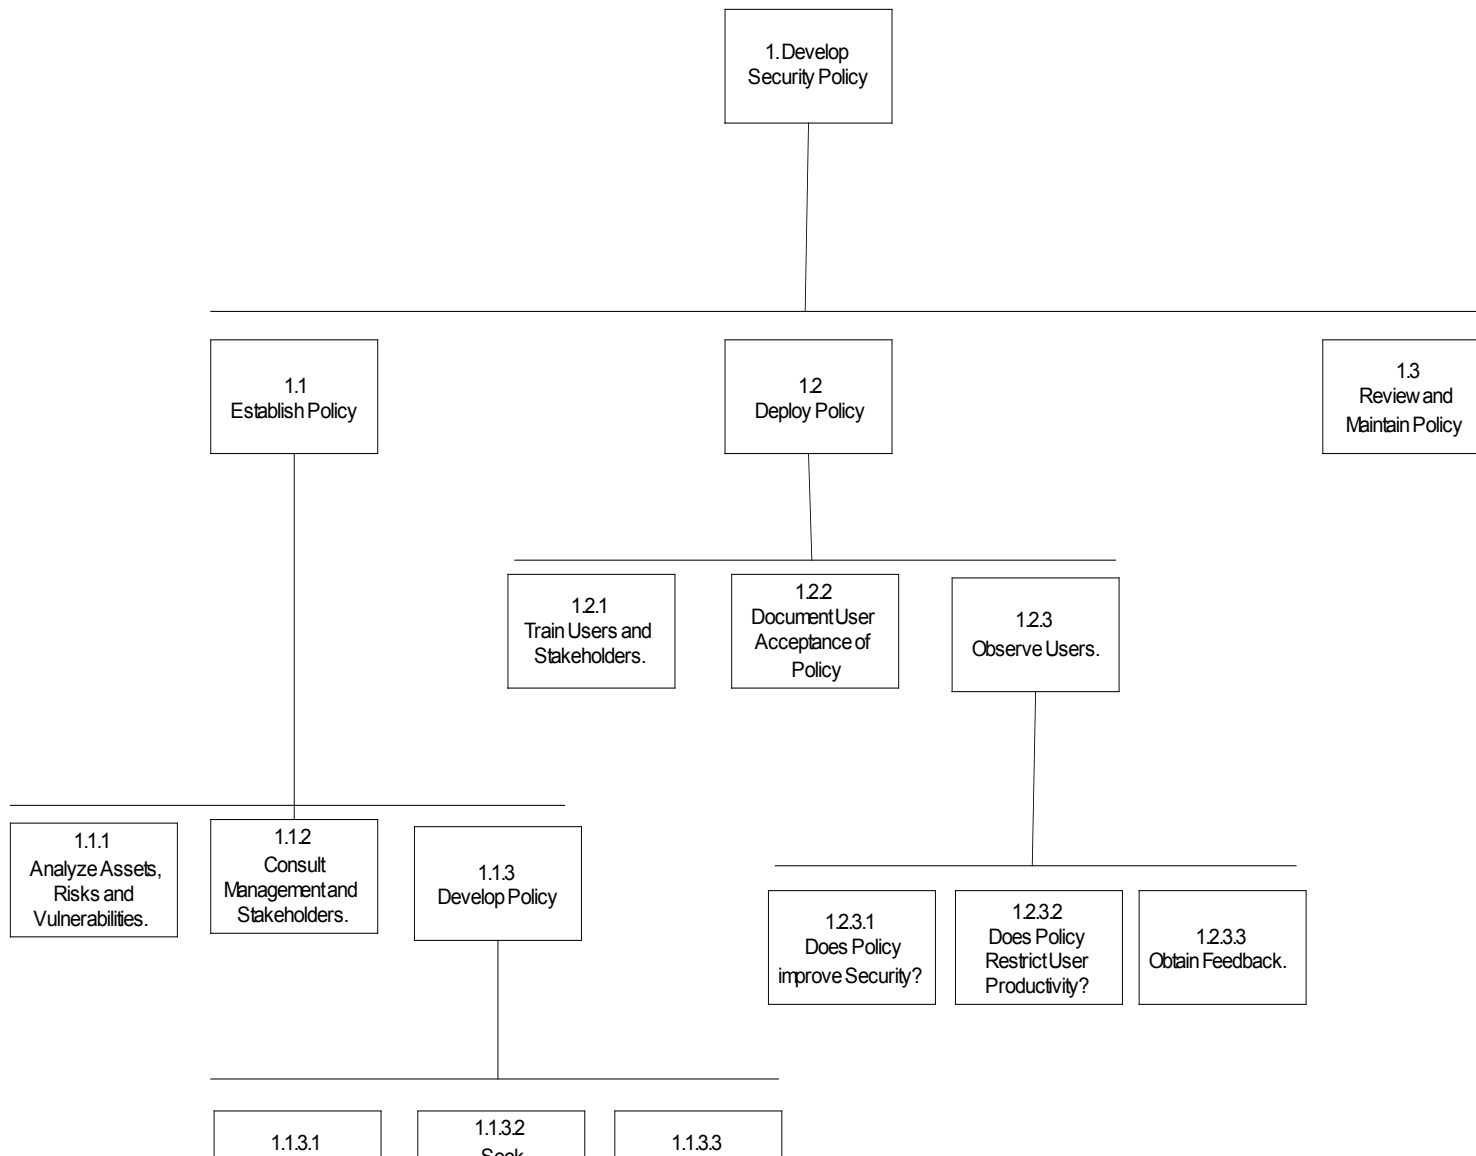 1. Develop
Security Policy
1.1
Establish Policy
1.2
Deploy Policy
1.3
Review and
Maintain Policy
1.2.1
Train Users and
Stakeholders.
1.2.2
Document User
Acceptance of
Policy
1.2.3
Observe Users.
1.1.1
Analyze Assets,
Risks and
Vulnerabilities.
1.1.2
Consult
Management and
Stakeholders.
1.1.3
Develop Policy
1.2.3.1
Does Policy
improve Security?
1.2.3.2
Does Policy
Restrict User
Productivity?
1.2.3.3
Obtain Feedback.
1.1.3.1
1.1.3.2
Seek
1.1.3.3